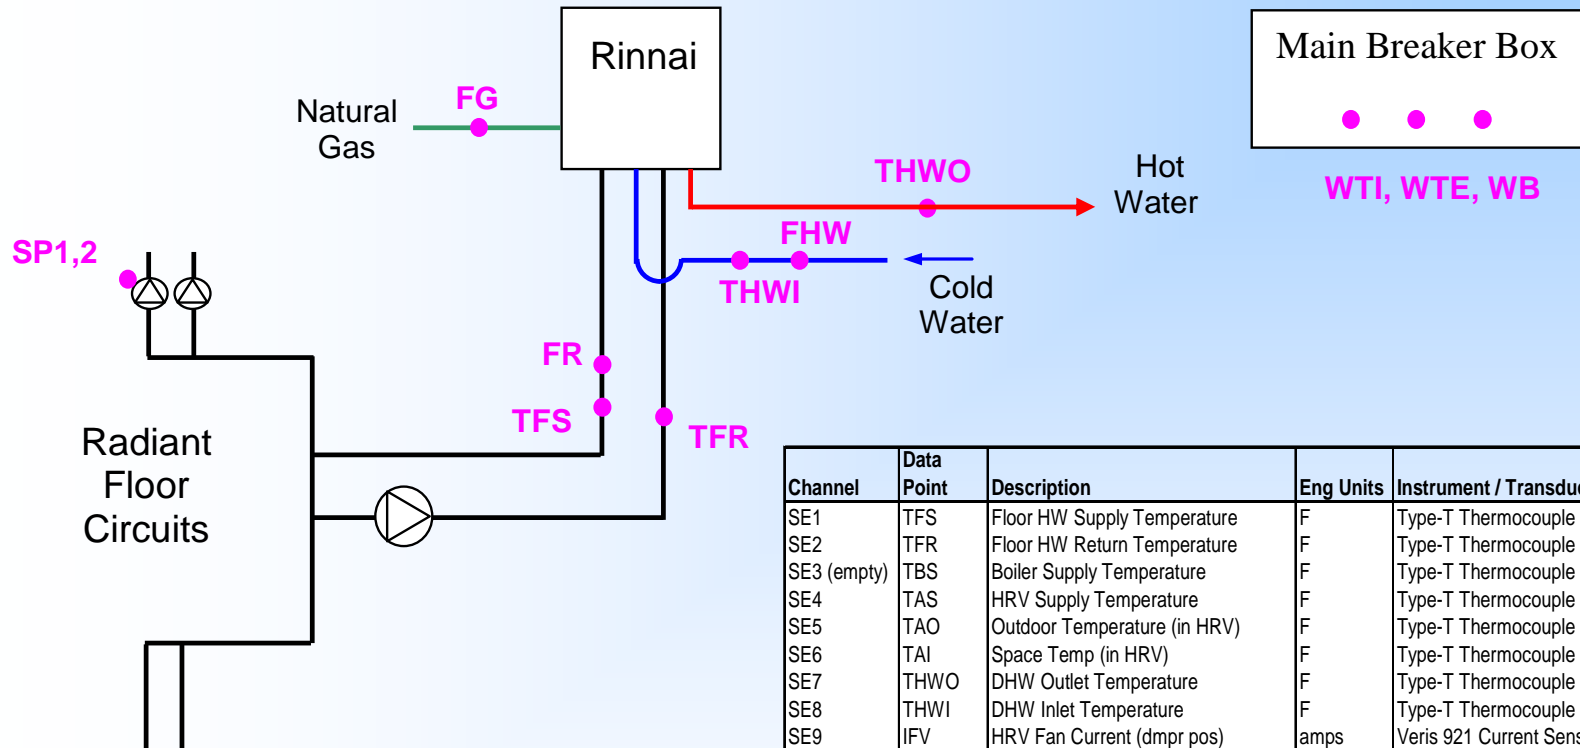 Rinnai
Main Breaker Box
WTI, WTE, WB
Natural
Gas
FG
THWO
Hot
Water
FHW
THWI
Cold
Water
SP1,2
FR
TFS
TFR
Radiant
Floor
Circuits
Channel Data Point Description Eng Units Instrument / Transduc
SE1 TFS Floor HW Supply Temperature F Type-T Thermocouple
SE2 TFR Floor HW Return Temperature F Type-T Thermocouple
SE3 (empty) TBS Boiler Supply Temperature F Type-T Thermocouple
SE4 TAS HRV Supply Temperature F Type-T Thermocouple
SE5 TAO Outdoor Temperature (in HRV) F Type-T Thermocouple
SE6 TAI Space Temp (in HRV) F Type-T Thermocouple
SE7 THWO DHW Outlet Temperature F Type-T Thermocouple
SE8 THWI DHW Inlet Temperature F Type-T Thermocouple
SE9 IFV HRV Fan Current (dmpr pos) amps Veris 921 Current Sens